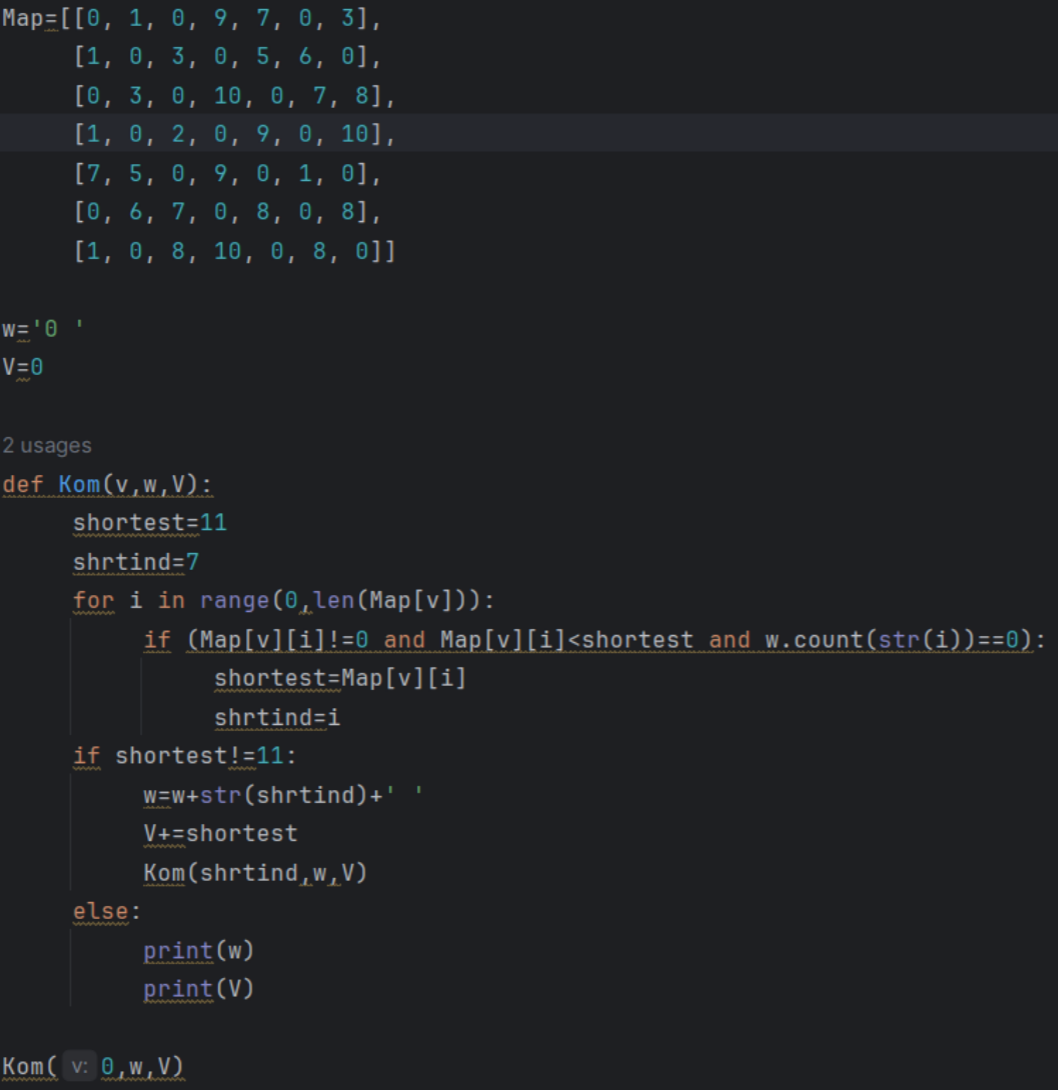 Map=[[0, 1, 0, 9, 7, 0, 3],
[1, 0, 3, 0, 5, 6, 0],
[0, 3, 0, 10, 0, 7, 8],
[1, 0, 2, 0, 9, 0, 10],
[7, 5, 0, 9, 0, 1, 0],
[0, 6, 7, 0, 8, 0, 8],
[1, 0, 8, 10, 0, 8, 0]]
w='0 '
V=0
2 usages
def Kom(v,w,V):
shortest=11
shrtind=7
for i in range(0,len(Map[v])):
if (Map[v][i]!=0 and Map[v][i]<shortest and w.count(str(i))==0):
shortest=Map[v][i]
shrtind=i
if shortest!=11:
w=w+str(shrtind)+' '
V+=shortest
Kom(shrtind,w,V)
else:
print(w)
print(V)
Kom( v: 0,w,V)